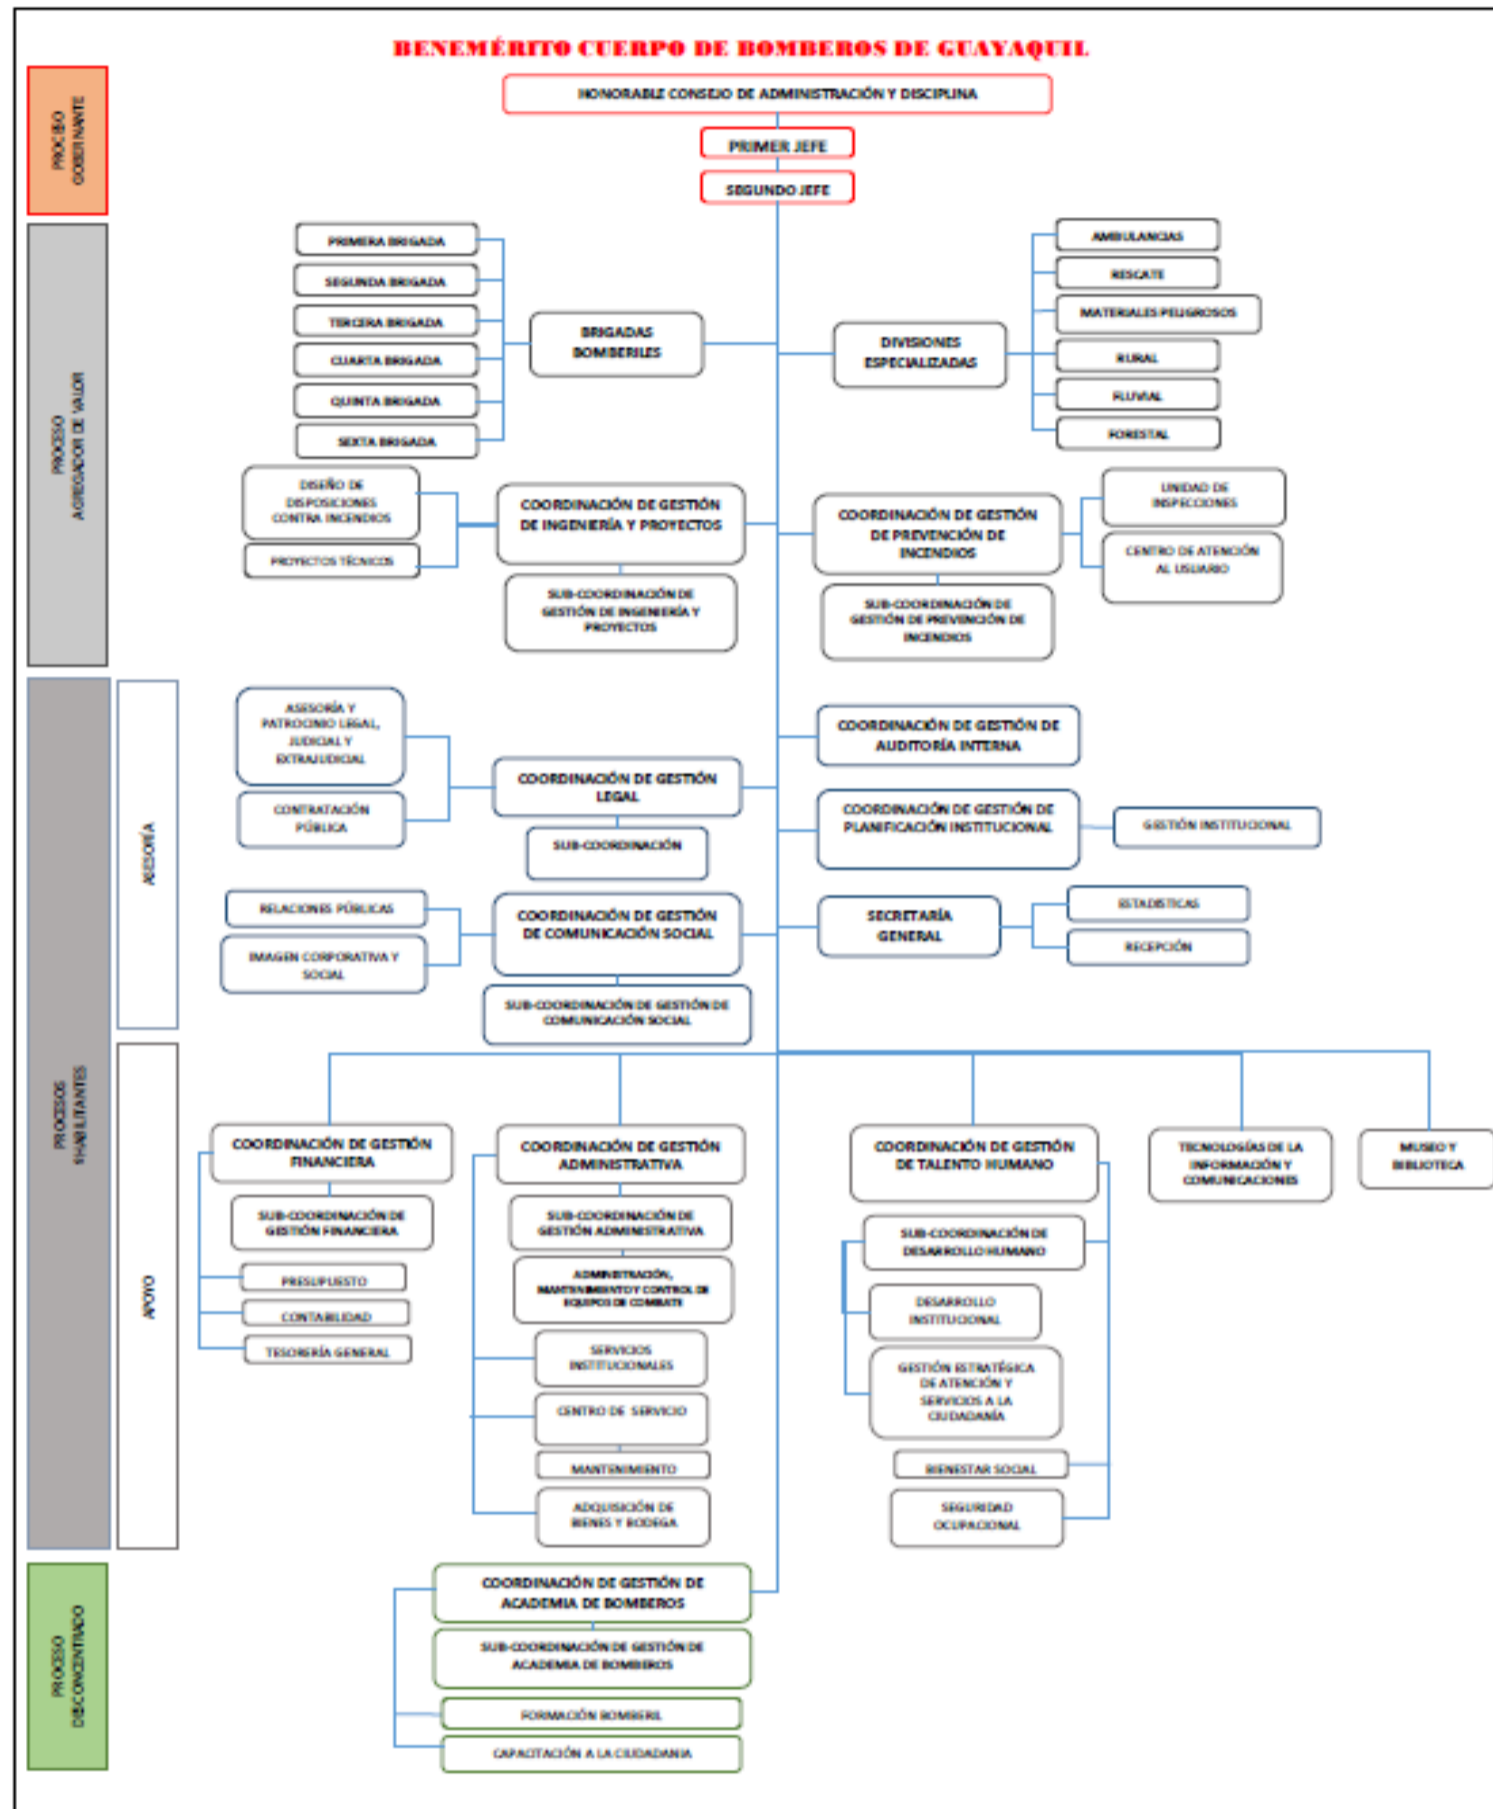 BENEMÉRITO CUERPO DE BOMBEROS DE GUAYAQUIL
PROCESO
GOBERNANTE
HONORABLE CONSEJO DE ADMINISTRACIÓN Y DISCIPLINA
PRIMER JEFE
SEGUNDO JEFE
PROCESO
AGREGADOR DE VALOR
PRIMERA BRIGADA
SEGUNDA BRIGADA
TERCERA BRIGADA
CUARTA BRIGADA
QUINTA BRIGADA
SEXTA BRIGADA
BRIGADAS
BOMBERILES
DIVISIONES
ESPECIALIZADAS
AMBULANCIAS
RESCATE
MATERIALES PELIGROSOS
RURAL
FLUVIAL
FORESTAL
DISEÑO DE
DISPOSICIONES
CONTRA INCENDIOS
PROYECTOS TÉCNICOS
COORDINACIÓN DE GESTIÓN
DE INGENIERÍA Y PROYECTOS
SUB-COORDINACIÓN DE
GESTIÓN DE INGENIERÍA Y
PROYECTOS
COORDINACIÓN DE GESTIÓN
DE PREVENCIÓN DE
INCENDIOS
SUB-COORDINACIÓN DE
GESTIÓN DE PREVENCIÓN DE
INCENDIOS
UNIDAD DE
INSPECCIONES
CENTRO DE ATENCIÓN
AL USUARIO
PROCESOS
HABILITANTES
ASESORÍA
ASESORÍA Y
PATROCINIO LEGAL,
JUDICIAL Y
EXTRAJUDICIAL
CONTRATACIÓN
PÚBLICA
COORDINACIÓN DE GESTIÓN
LEGAL
SUB-COORDINACIÓN
COORDINACIÓN DE GESTIÓN DE
AUDITORÍA INTERNA
COORDINACIÓN DE GESTIÓN DE
PLANIFICACIÓN INSTITUCIONAL
GESTIÓN INSTITUCIONAL
RELACIONES PÚBLICAS
IMAGEN CORPORATIVA Y
SOCIAL
COORDINACIÓN DE GESTIÓN
DE COMUNICACIÓN SOCIAL
SUB-COORDINACIÓN DE GESTIÓN DE
COMUNICACIÓN SOCIAL
SECRETARÍA
GENERAL
ESTADISTICAS
RECEPCIÓN
APOYO
COORDINACIÓN DE GESTIÓN
FINANCIERA
SUB-COORDINACIÓN DE
GESTIÓN FINANCIERA
PRESUPUESTO
CONTABILIDAD
TESORERÍA GENERAL
COORDINACIÓN DE GESTIÓN
ADMINISTRATIVA
SUB-COORDINACIÓN DE
GESTIÓN ADMINISTRATIVA
ADMINISTRACIÓN,
MANTENIMIENTO Y CONTROL DE
EQUIPOS DE COMBATE
SERVICIOS
INSTITUCIONALES
CENTRO DE SERVICIO
MANTENIMIENTO
ADQUISICIÓN DE
BIENES Y BODEGA
COORDINACIÓN DE GESTIÓN
DE TALENTO HUMANO
SUB-COORDINACIÓN DE
DESARROLLO HUMANO
DESARROLLO
INSTITUCIONAL
GESTIÓN ESTRATÉGICA
DE ATENCIÓN Y
SERVICIOS A LA
CIUDADANÍA
BIENESTAR SOCIAL
SEGURIDAD
OCUPACIONAL
TECNOLOGÍAS DE LA
INFORMACIÓN Y
COMUNICACIONES
MUSEO Y
BIBLIOTECA
PROCESO
DESCONCENTRADO
COORDINACIÓN DE GESTIÓN DE
ACADEMIA DE BOMBEROS
SUB-COORDINACIÓN DE GESTIÓN DE
ACADEMIA DE BOMBEROS
FORMACIÓN BOMBERIL
CAPACITACIÓN A LA CIUDADANIA